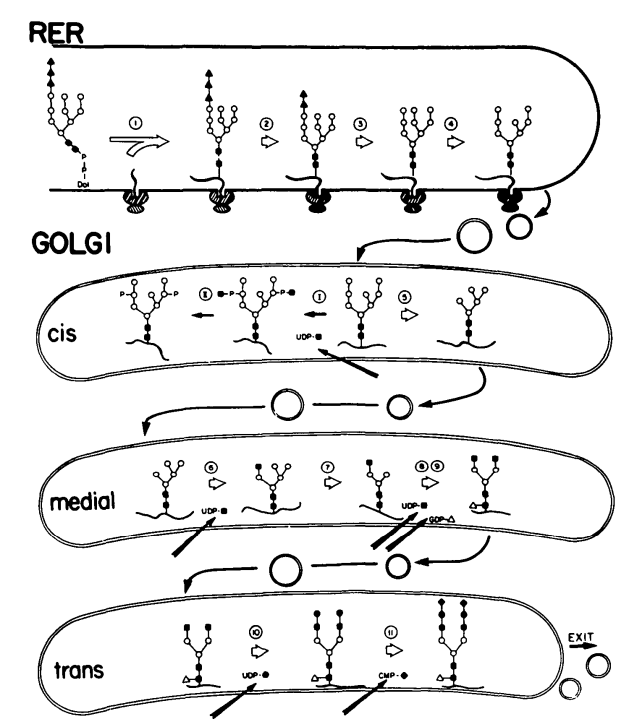 RER
① ② ③ ④
P
P
Dol
GOLGI
cis
P P Ⅱ P P Ⅰ ⑤
UDP-■
medial
⑥ ⑦ ⑧ ⑨
UDP-■ UDP-■
GDP-△
trans
⑩ ⑪
UDP-● CMP-◆
EXIT